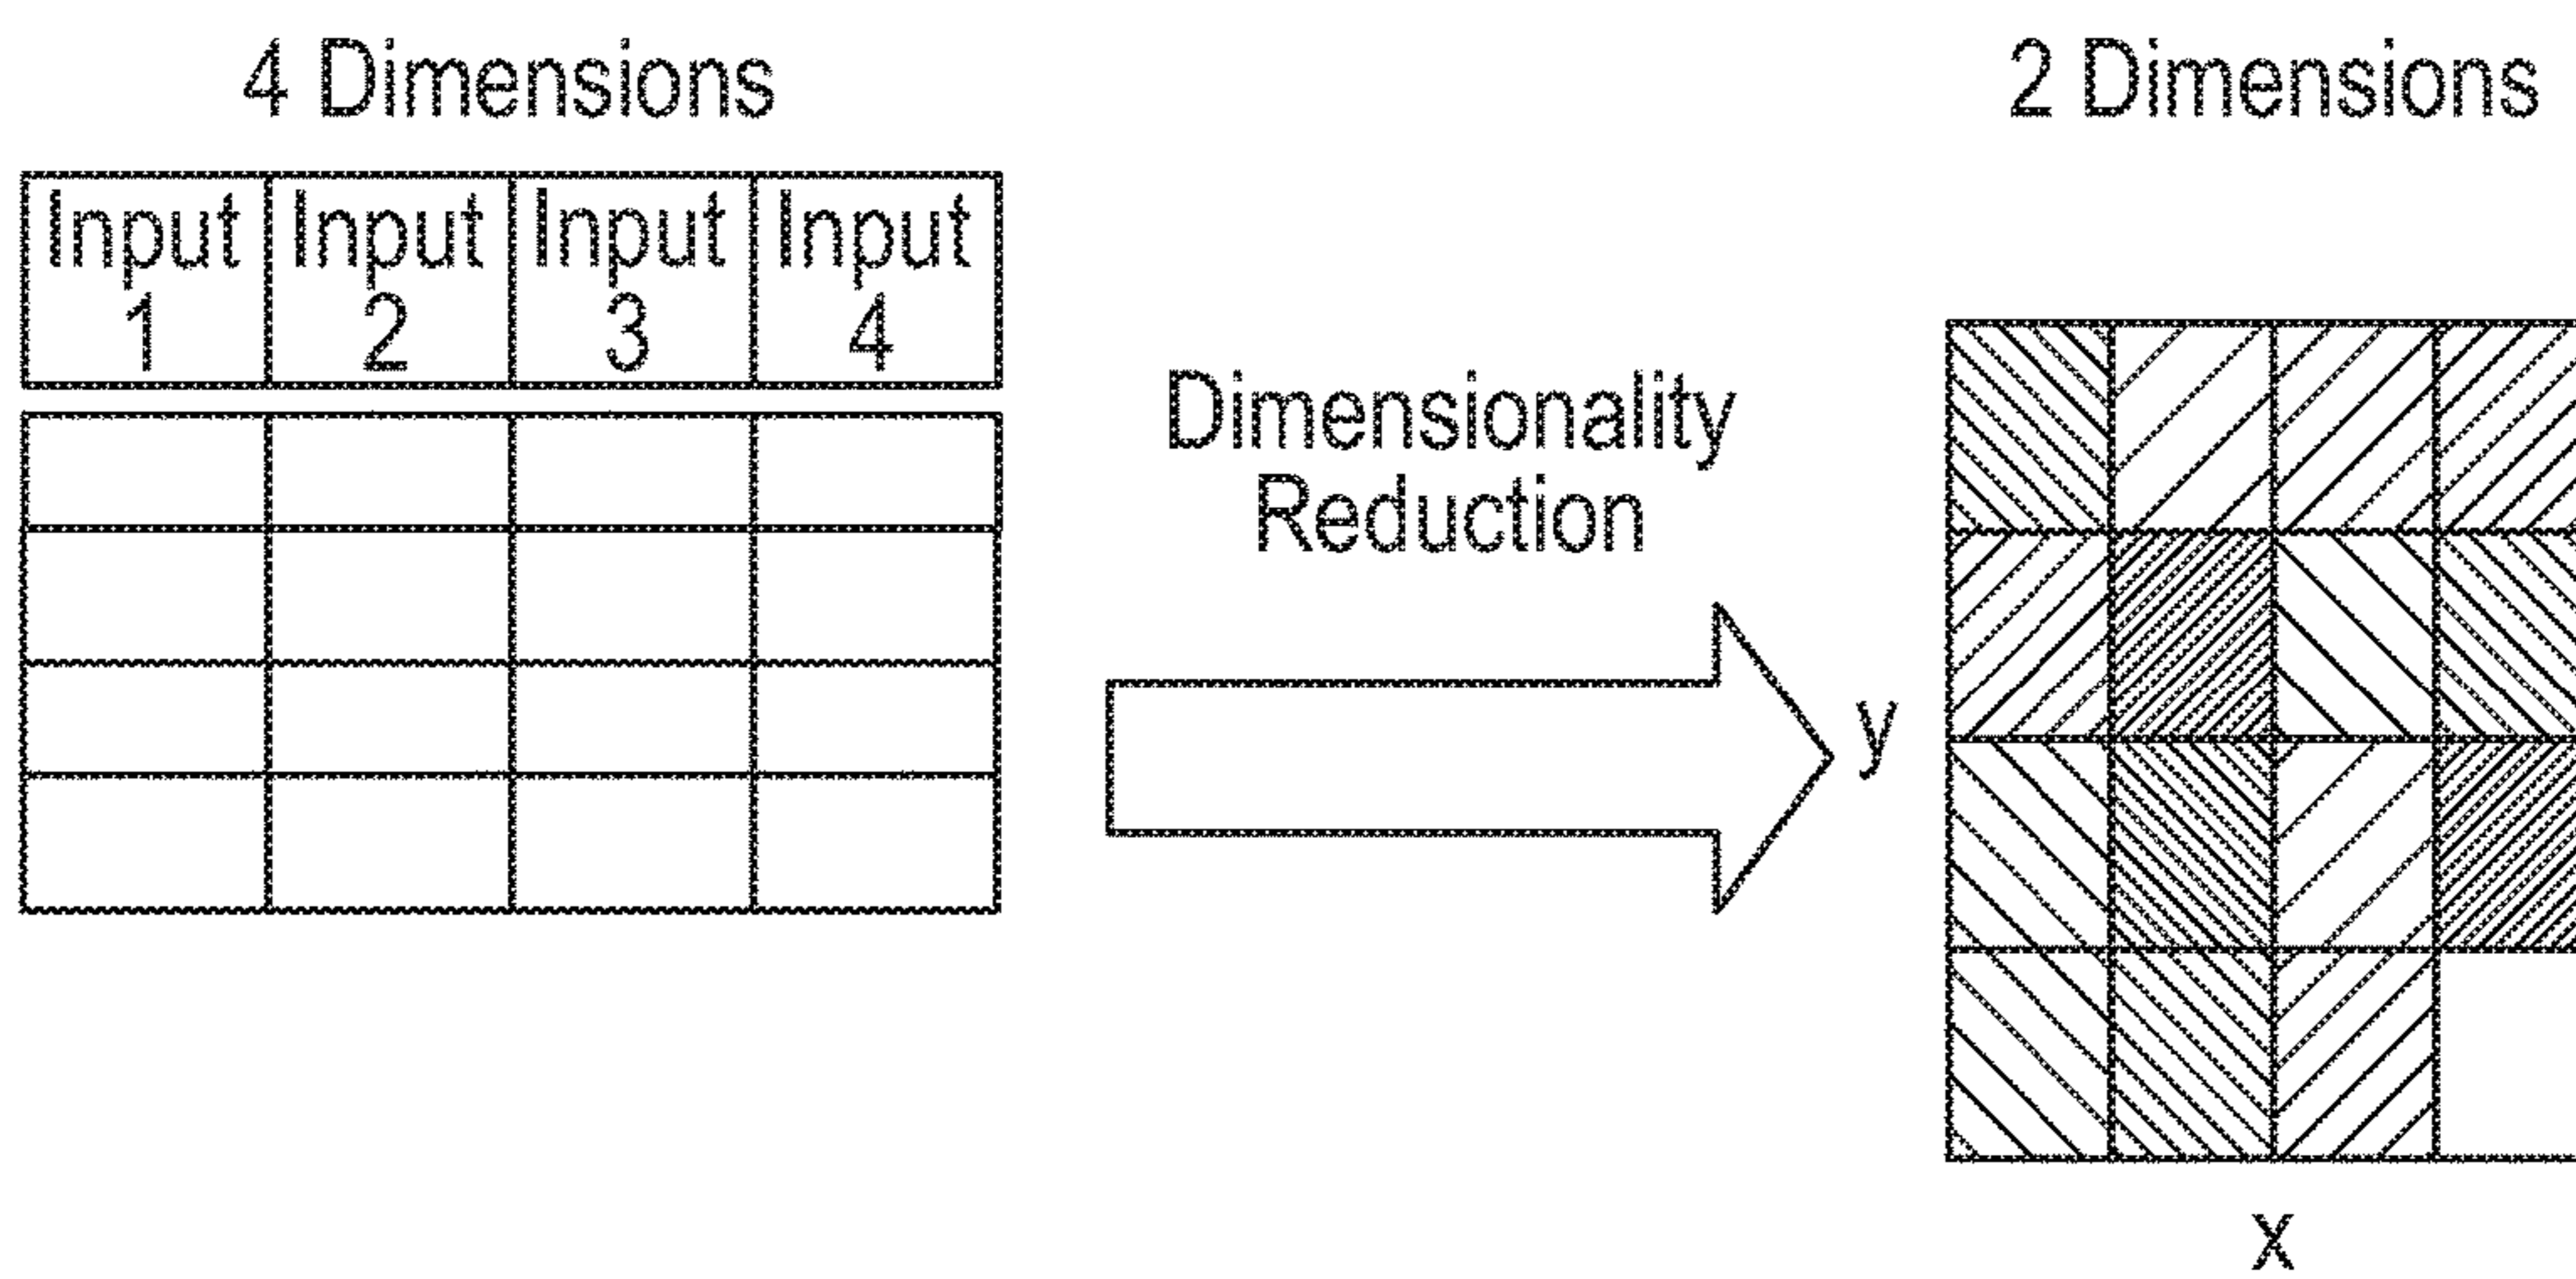 4 Dimensions
Input Input Input Input
1 2 3 4
Dimensionality
Reduction
2 Dimensions
y
x